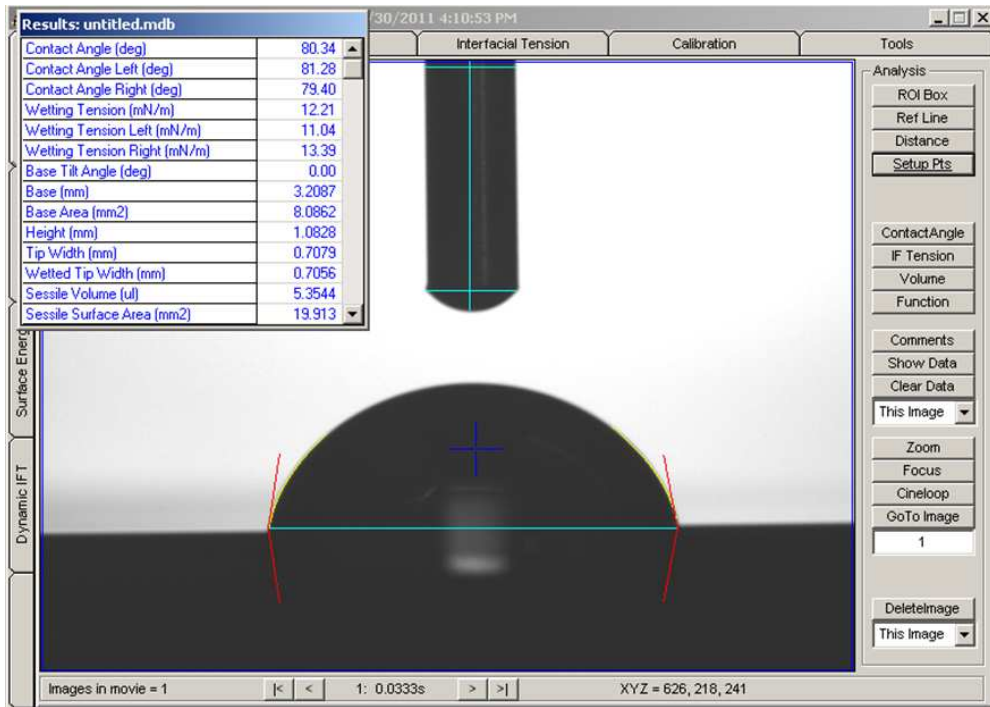 Results: untitled.mdb
/30/2011 4:10:53 PM
Contact Angle (deg) 80.34
Contact Angle Left (deg) 81.28
Contact Angle Right (deg) 79.40
Wetting Tension (mN/m) 12.21
Wetting Tension Left (mN/m) 11.04
Wetting Tension Right (mN/m) 13.39
Base Tilt Angle (deg) 0.00
Base (mm) 3.2087
Base Area (mm2) 8.0862
Height (mm) 1.0828
Tip Width (mm) 0.7079
Wetted Tip Width (mm) 0.7056
Sessile Volume (ul) 5.3544
Sessile Surface Area (mm2) 19.913
Interfacial Tension
Calibration
Tools
Surface Energ
Dynamic IFT
Analysis
ROI Box
Ref Line
Distance
Setup Pts
ContactAngle
IF Tension
Volume
Function
Comments
Show Data
Clear Data
This Image
Zoom
Focus
Cineloop
GoTo Image
1
DeleteImage
This Image
Images in movie = 1
|< < 1: 0.0333s > >|
XYZ = 626, 218, 241